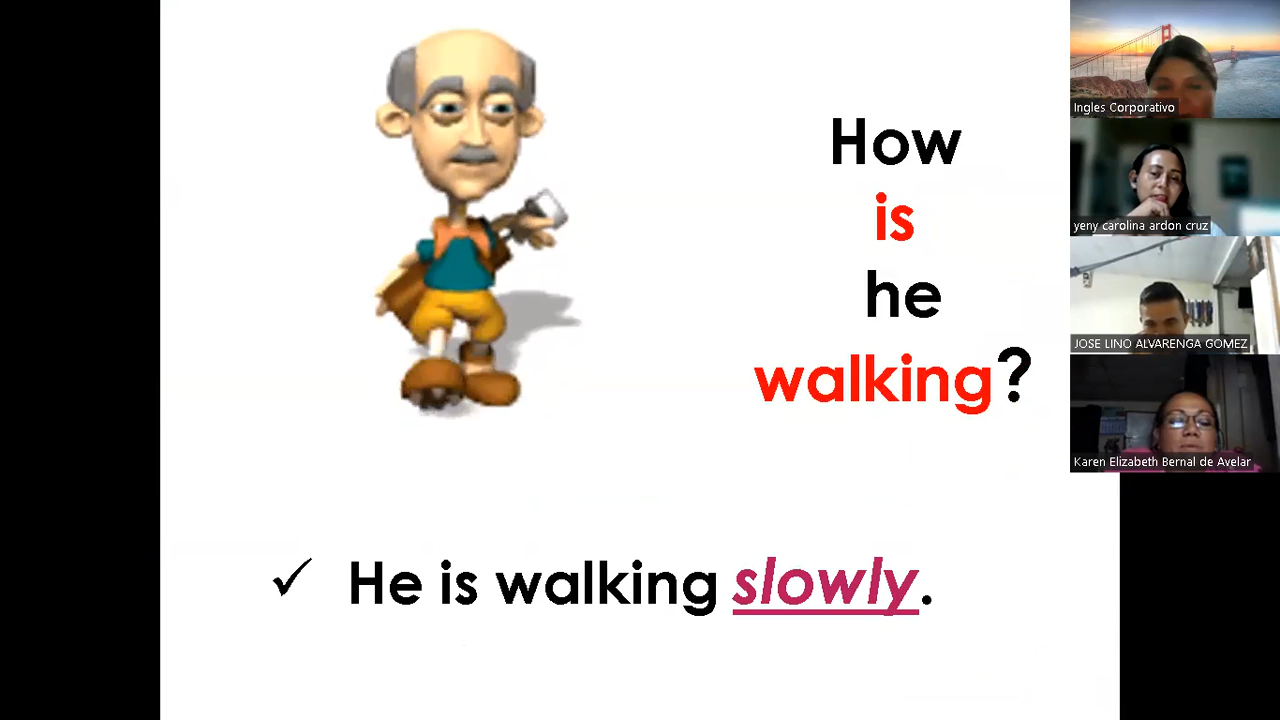 How
is
he
walking?
✓ He is walking slowly.
Ingles Corporativo
yeny carolina ardon cruz
JOSE LINO ALVARENGA GOMEZ
Karen Elizabeth Bernal de Avelar